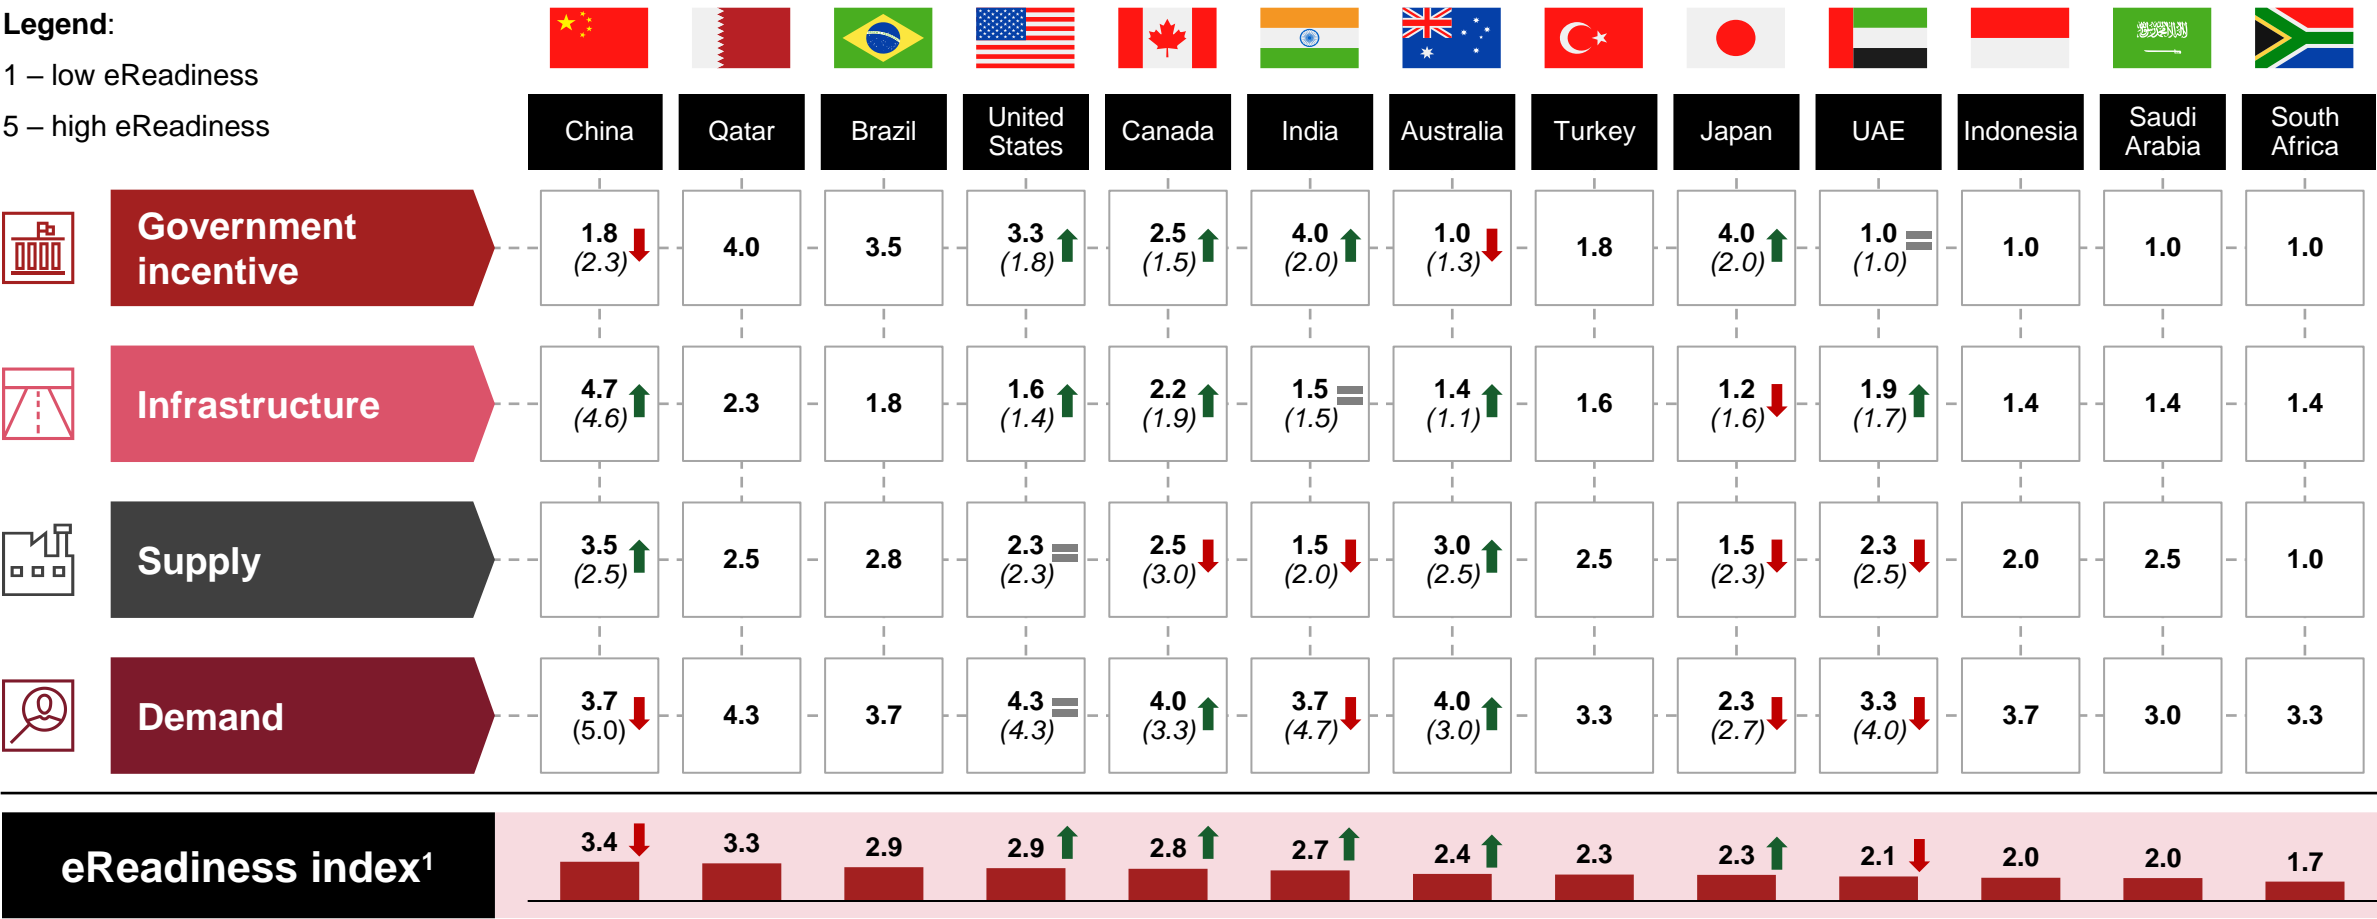 Legend:
1 – low eReadiness
5 – high eReadiness
China Qatar Brazil United States Canada India Australia Turkey Japan UAE Indonesia Saudi Arabia South Africa
Government incentive
1.8 4.0 3.5 3.3 2.5 4.0 1.0 1.8 4.0 1.0 1.0 1.0 1.0
(2.3) (1.8) (1.5) (2.0) (1.3) (2.0) (1.0)
Infrastructure
4.7 2.3 1.8 1.6 2.2 1.5 1.4 1.6 1.2 1.9 1.4 1.4 1.4
(4.6) (1.4) (1.9) (1.5) (1.1) (1.6) (1.7)
Supply
3.5 2.5 2.8 2.3 2.5 1.5 3.0 2.5 1.5 2.3 2.0 2.5 1.0
(2.5) (2.3) (3.0) (2.0) (2.5) (2.3) (2.5)
Demand
3.7 4.3 3.7 4.3 4.0 3.7 4.0 3.3 2.3 3.3 3.7 3.0 3.3
(5.0) (4.3) (3.3) (4.7) (3.0) (2.7) (4.0)
eReadiness index¹
3.4 3.3 2.9 2.9 2.8 2.7 2.4 2.3 2.3 2.1 2.0 2.0 1.7